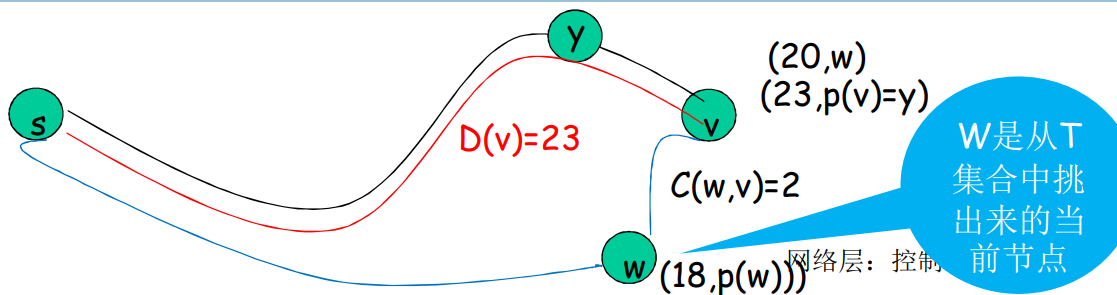 y
(20,w)
(23,p(v)=y)
s
D(v)=23
v
W是从T
集合中挑
出来的当
前节点
C(w,v)=2
w
(18,p(w)))
网络层：控制